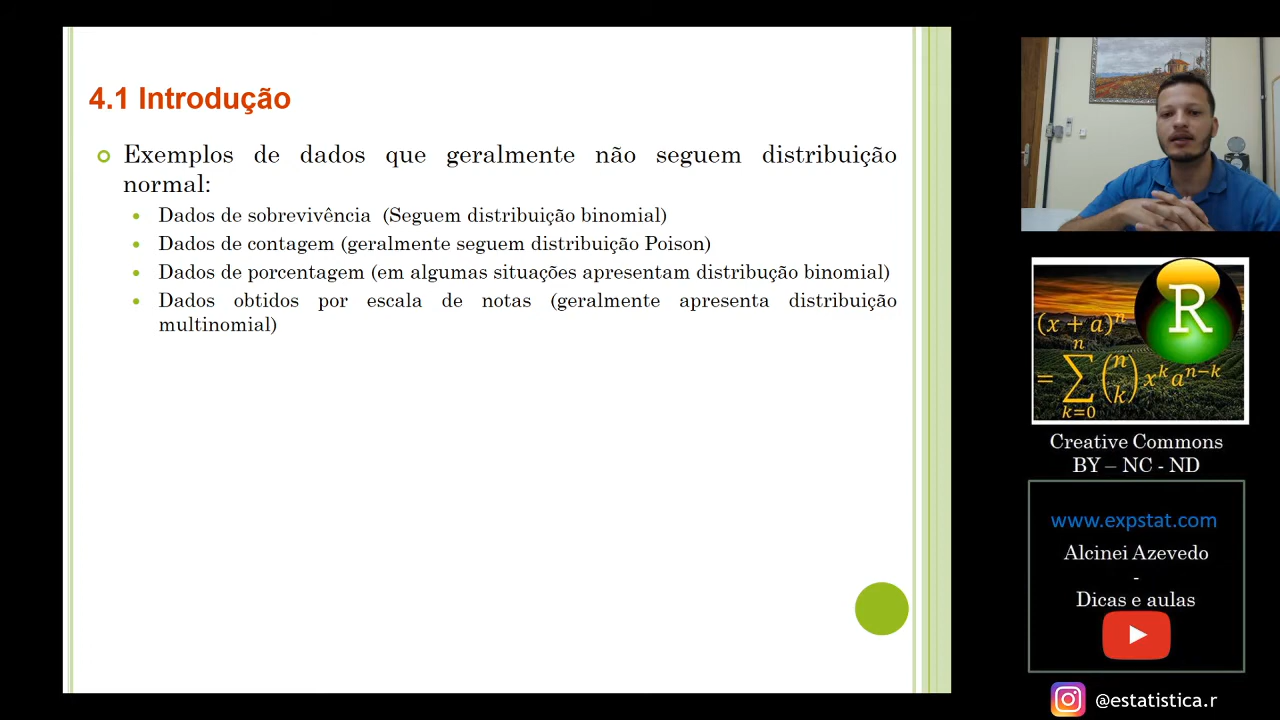 4.1 Introdução
Exemplos de dados que geralmente não seguem distribuição
normal:
Dados de sobrevivência (Seguem distribuição binomial)
Dados de contagem (geralmente seguem distribuição Poison)
Dados de porcentagem (em algumas situações apresentam distribução binomial)
Dados obtidos por escala de notas (geralmente apresenta distribuição
multinomial)
R
(x + a)^n
= ∑_{k=0}^{n} (n k) x^k a^{n−k}
Creative Commons
BY – NC - ND
www.expstat.com
Alcinei Azevedo
-
Dicas e aulas
@estatistica.r